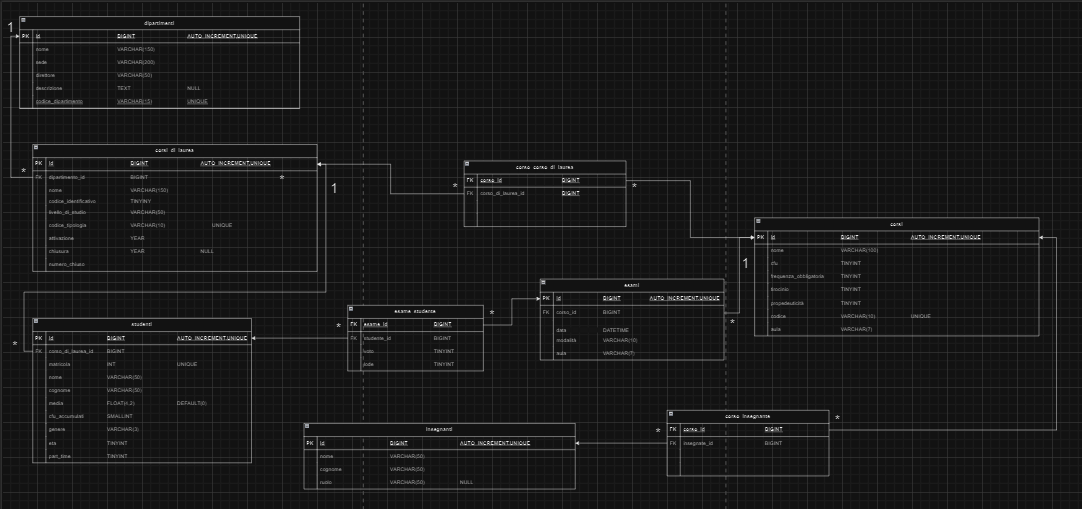 dipartimenti
1
PK id BIGINT AUTO_INCREMENT,UNIQUE
nome VARCHAR(150)
sede VARCHAR(200)
direttore VARCHAR(50)
descrizione TEXT NULL
codice_dipartimento VARCHAR(15) UNIQUE
corsi_di_laurea
PK id BIGINT AUTO_INCREMENT,UNIQUE
* FK dipartimento_id BIGINT *
nome VARCHAR(150)
codice_identificativo TINYINY
livello_di_studio VARCHAR(50)
codice_tipologia VARCHAR(10) UNIQUE
attivazione YEAR
chiusura YEAR NULL
numero_chiuso
1
corso_corso_di_laurea
FK corso_id BIGINT
* FK corso_di_laurea_id BIGINT
*
corsi
PK id BIGINT AUTO_INCREMENT,UNIQUE
nome VARCHAR(100)
cfu TINYINT
frequenza_obbligatoria TINYINT
tirocinio TINYINT
propedeuticità TINYINT
codice VARCHAR(10) UNIQUE
aula VARCHAR(7)
1
esami
PK id BIGINT AUTO_INCREMENT,UNIQUE
FK corso_id BIGINT
data DATETIME
modalità VARCHAR(10)
aula VARCHAR(7)
*
esame_studente
* FK esame_id BIGINT *
FK studente_id BIGINT
voto TINYINT
lode TINYINT
studenti
PK id BIGINT AUTO_INCREMENT,UNIQUE
* FK corso_di_laurea_id BIGINT
matricola INT UNIQUE
nome VARCHAR(50)
cognome VARCHAR(50)
media DEFAULT(0)
cfu_accumulati SMALLINT
genere VARCHAR(3)
eta TINYINT
part_time TINYINT
insegnanti
PK id BIGINT AUTO_INCREMENT,UNIQUE
nome VARCHAR(50)
cognome VARCHAR(50)
ruolo VARCHAR(50) NULL
corso_insegnante
*
* FK corso_id BIGINT
FK insegnate_id BIGINT